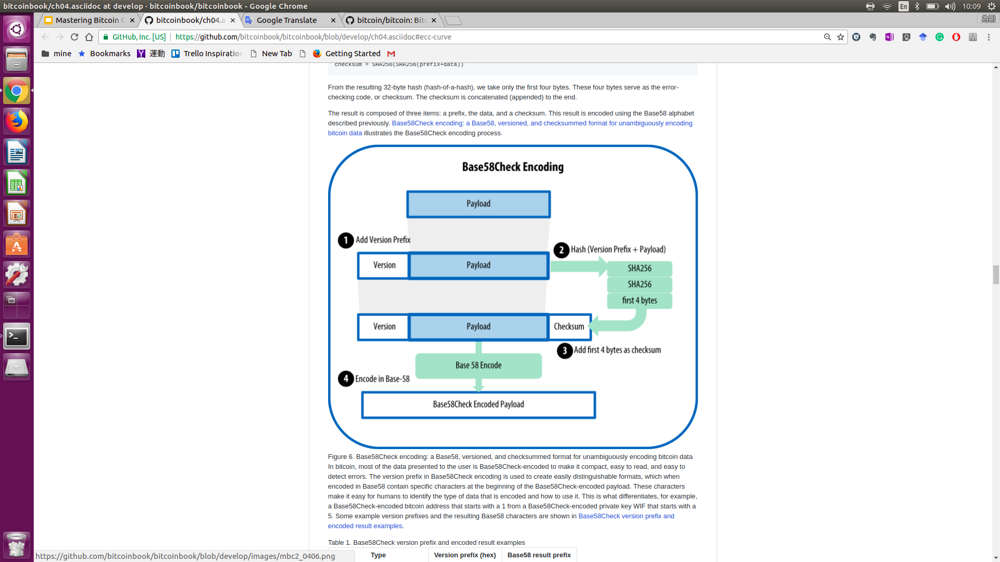 bitcoinbook/ch04.asciidoc at develop · bitcoinbook/bitcoinbook - Google Chrome
En
10:09
Mastering Bitcoin C
bitcoinbook/ch04.a
Google Translate
bitcoin/bitcoin: Bit
為剛
GitHub, Inc. [US]
https://github.com/bitcoinbook/bitcoinbook/blob/develop/ch04.asciidoc#ecc-curve
mine
Bookmarks
運動
Trello Inspiration
New Tab
Getting Started
checksum = SHA256(SHA256(prefix+data))
From the resulting 32-byte hash (hash-of-a-hash), we take only the first four bytes. These four bytes serve as the error-
checking code, or checksum. The checksum is concatenated (appended) to the end.
The result is composed of three items: a prefix, the data, and a checksum. This result is encoded using the Base58 alphabet
described previously. Base58Check encoding: a Base58, versioned, and checksummed format for unambiguously encoding
bitcoin data illustrates the Base58Check encoding process.
Base58Check Encoding
Payload
1 Add Version Prefix
2 Hash (Version Prefix + Payload)
Version
Payload
SHA256
SHA256
first 4 bytes
Version
Payload
Checksum
3 Add first 4 bytes as checksum
Base 58 Encode
4 Encode in Base-58
Base58Check Encoded Payload
Figure 6. Base58Check encoding: a Base58, versioned, and checksummed format for unambiguously encoding bitcoin data
In bitcoin, most of the data presented to the user is Base58Check-encoded to make it compact, easy to read, and easy to
detect errors. The version prefix in Base58Check encoding is used to create easily distinguishable formats, which when
encoded in Base58 contain specific characters at the beginning of the Base58Check-encoded payload. These characters
make it easy for humans to identify the type of data that is encoded and how to use it. This is what differentiates, for example,
a Base58Check-encoded bitcoin address that starts with a 1 from a Base58Check-encoded private key WIF that starts with a
5. Some example version prefixes and the resulting Base58 characters are shown in Base58Check version prefix and
encoded result examples.
Table 1. Base58Check version prefix and encoded result examples
Type
Version prefix (hex)
Base58 result prefix
https://github.com/bitcoinbook/bitcoinbook/blob/develop/images/mbc2_0406.png